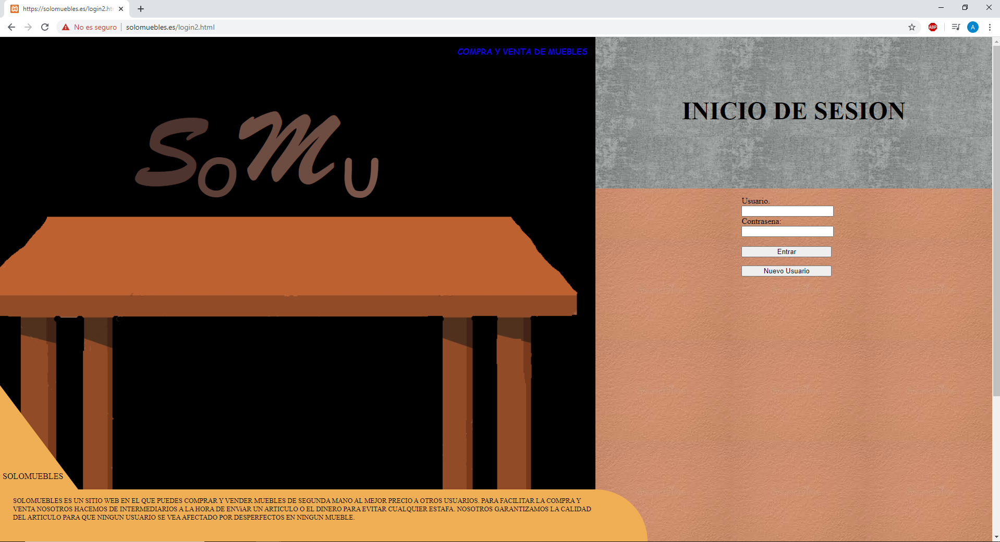 https://solomuebles.es/login2.htm
No es seguro
solomuebles.es/login2.html
ABP
A
COMPRA Y VENTA DE MUEBLES
SoMu
INICIO DE SESION
Usuario.
Contrasena:
Entrar
Nuevo Usuario
SOLOMUEBLES
SOLOMUEBLES ES UN SITIO WEB EN EL QUE PUEDES COMPRAR Y VENDER MUEBLES DE SEGUNDA MANO AL MEJOR PRECIO A OTROS USUARIOS. PARA FACILITAR LA COMPRA Y
VENTA NOSOTROS HACEMOS DE INTERMEDIARIOS A LA HORA DE ENViAR UN ARTICULO O EL DINERO PARA EVITAR CUALQUIER ESTAFA. NOSOTROS GARANTIZAMOS LA CALIDAD
DEL ARTICULO PARA QUE NINGUN USUARIO SE VEA AFECTADO POR DESPERFECTOS EN NINGUN MUEBLE.